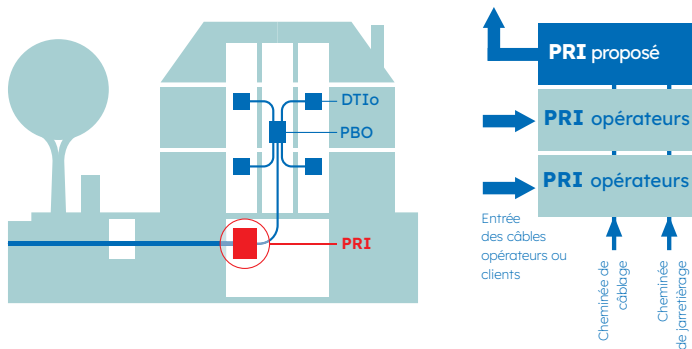 DTIo
PBO
PRI
PRI proposé
PRI opérateurs
PRI opérateurs
Entrée
des câbles
opérateurs ou
clients
Cheminée de
câblage
Cheminée
de jarretièrage